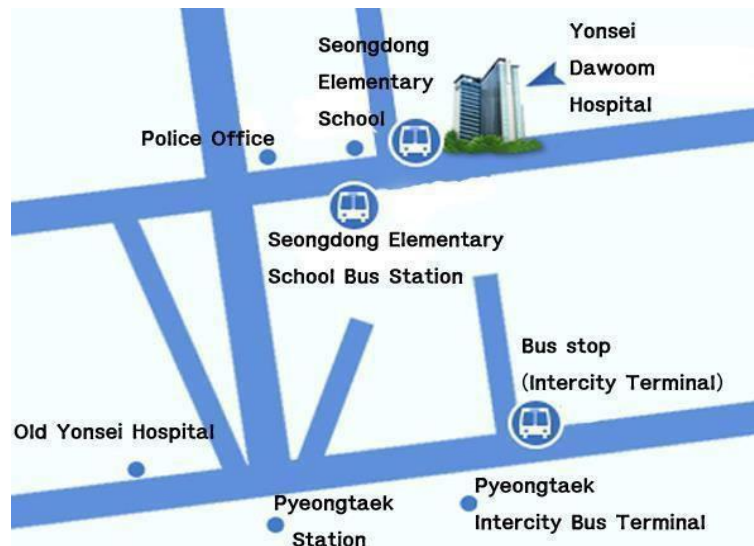 Seongdong
Elementary
School
Yonsei
Dawoom
Hospital
Police Office
Seongdong Elementary
School Bus Station
Bus stop
(Intercity Terminal)
Old Yonsei Hospital
Pyeongtaek
Station
Pyeongtaek
Intercity Bus Terminal